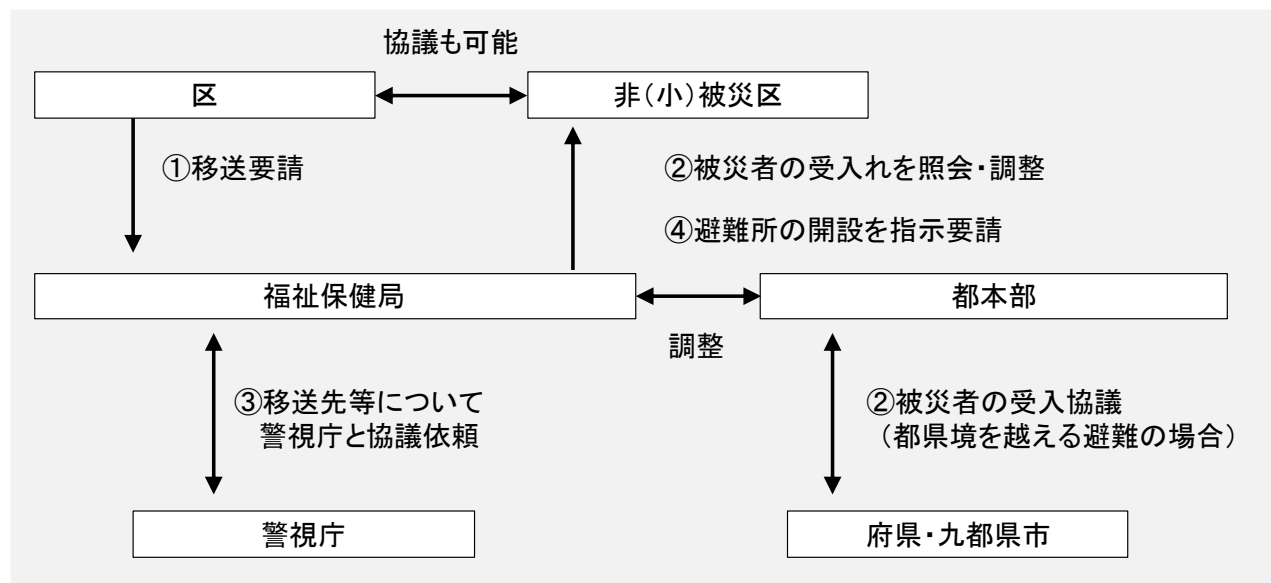 協議も可能
区
非（小）被災区
①移送要請
②被災者の受入れを照会・調整
④避難所の開設を指示要請
福祉保健局
都本部
調整
③移送先等について
警視庁と協議依頼
②被災者の受入協議
（都県境を越える避難の場合）
警視庁
府県・九都県市